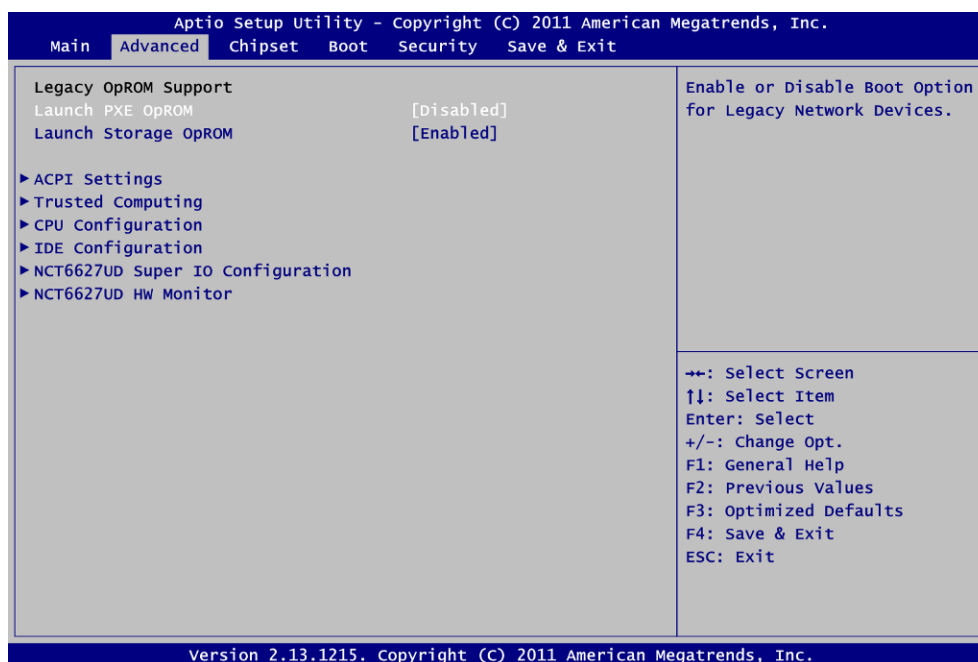 Aptio Setup Utility – Copyright (C) 2011 American Megatrends, Inc.
Main Advanced Chipset Boot Security Save & Exit
Legacy OpROM Support
Launch PXE OpROM [Disabled]
Launch Storage OpROM [Enabled]
► ACPI Settings
► Trusted Computing
► CPU Configuration
► IDE Configuration
► NCT6627UD Super IO Configuration
► NCT6627UD HW Monitor
Enable or Disable Boot Option
for Legacy Network Devices.
→←: Select Screen
↑↓: Select Item
Enter: Select
+/-: Change Opt.
F1: General Help
F2: Previous Values
F3: Optimized Defaults
F4: Save & Exit
ESC: Exit
Version 2.13.1215. Copyright (C) 2011 American Megatrends, Inc.